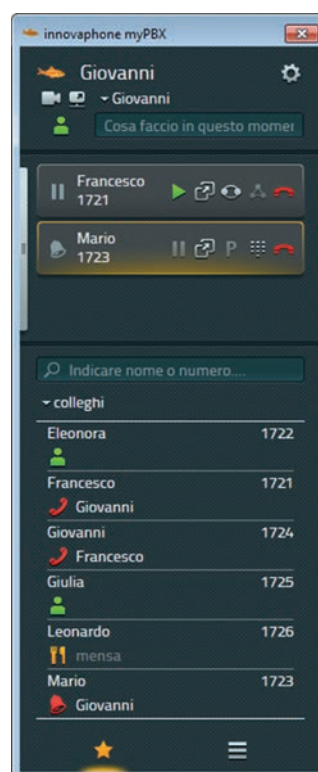 innovaphone myPBX
Giovanni
Giovanni
Cosa faccio in questo momen
Francesco
1721
Mario
1723
P
Indicare nome o numero....
colleghi
Eleonora 1722
Francesco 1721
Giovanni
Giovanni 1724
Francesco
Giulia 1725
Leonardo 1726
mensa
Mario 1723
Giovanni